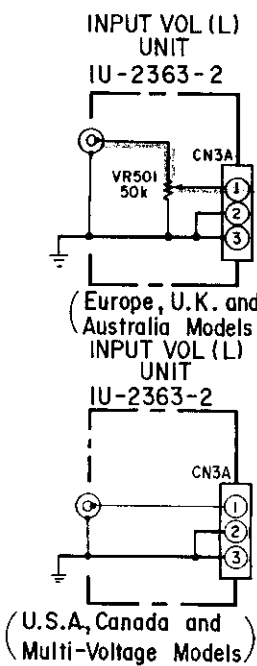 INPUT VOL (L)
UNIT
IU-2363-2
CN3A
VR501
50k
1
2
3
(Europe, U.K. and
Australia Models
INPUT VOL (L)
UNIT
IU-2363-2
CN3A
1
2
3
(U.S.A., Canada and
Multi-Voltage Models)